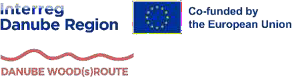 Interreg
Danube Region
Co-funded by
the European Union
DANUBE WOOD(s)ROUTE